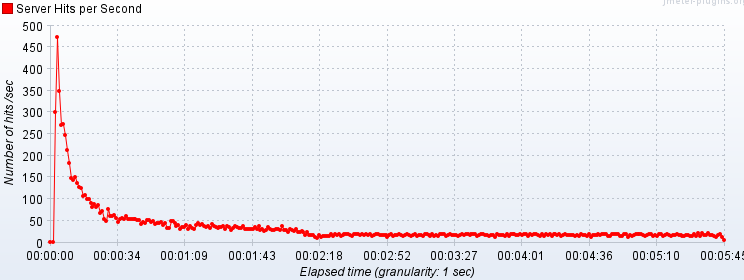 jmeter-plugins.org
Server Hits per Second
500
450
400
350
300
250
200
150
100
50
0
Number of hits /sec
00:00:00 00:00:34 00:01:09 00:01:43 00:02:18 00:02:52 00:03:27 00:04:01 00:04:36 00:05:10 00:05:45
Elapsed time (granularity: 1 sec)